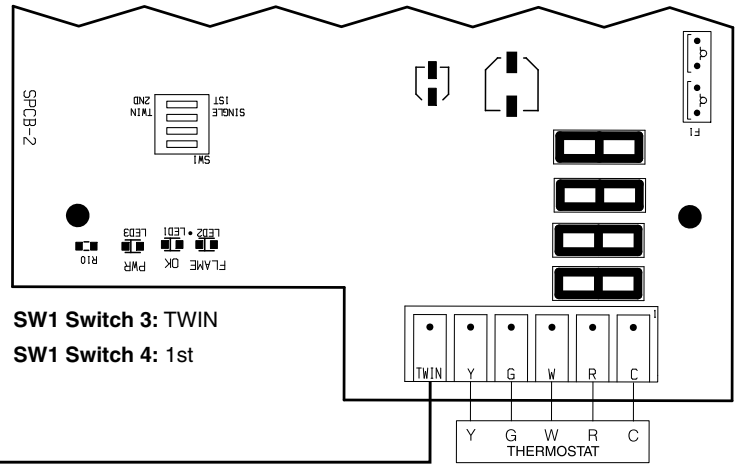 SPCB-2
2ND
1ST
TWIN
SINGLE
SW1
F1
LED3
LED1
LED2
R10
PWR
OK
FLAME
SW1 Switch 3: TWIN
SW1 Switch 4: 1st
1
TWIN Y G W R C
Y G W R C
THERMOSTAT